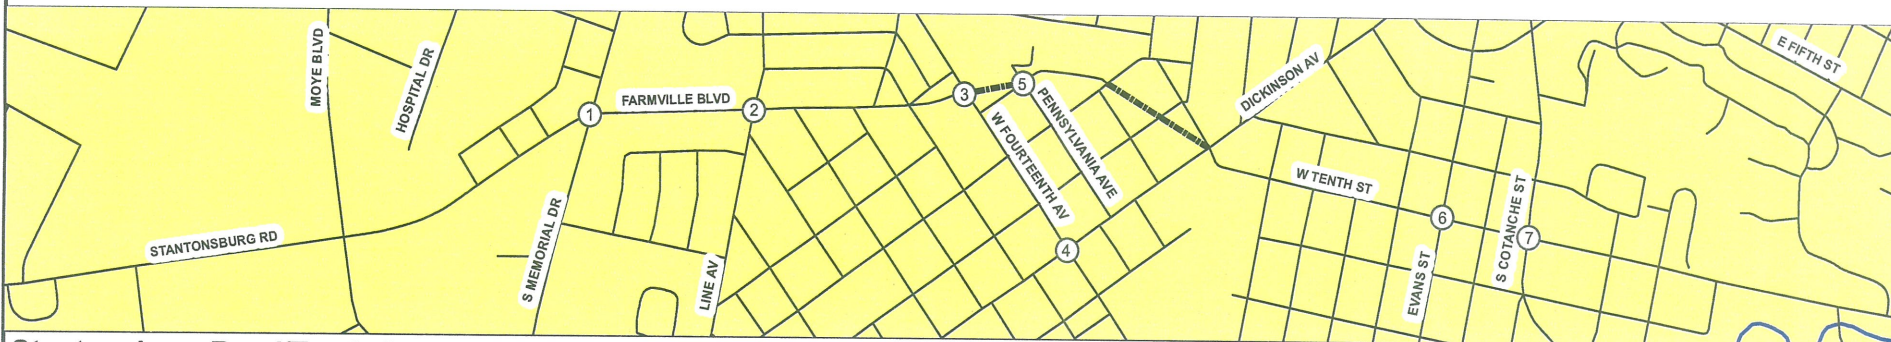 MOYE BLVD
HOSPITAL DR
FARMVILLE BLVD
STANTONSBURG RD
S MEMORIAL DR
LINE AV
1
2
3
5
W FOURTEENTH AV
PENNSYLVANIA AVE
4
DICKINSON AV
W TENTH ST
6
EVANS ST
S COTANCHE ST
7
E FIFTH ST